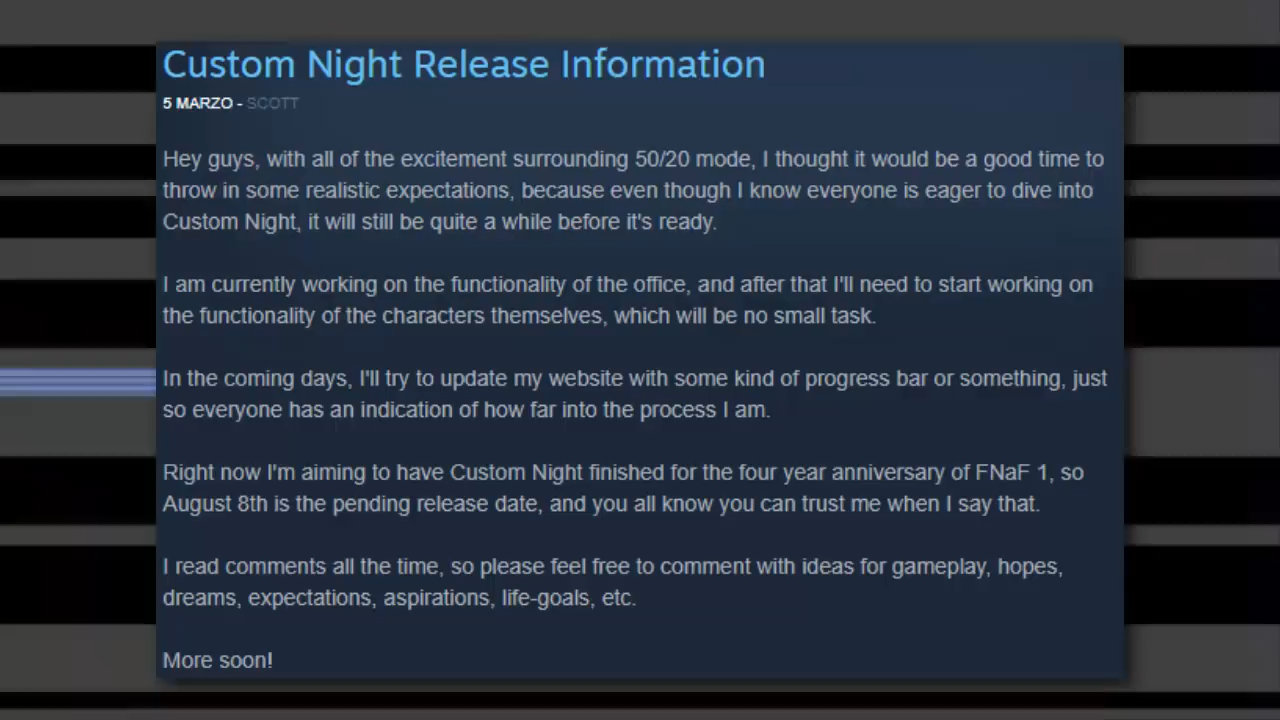 Custom Night Release Information
5 MARZO - SCOTT
Hey guys, with all of the excitement surrounding 50/20 mode, I thought it would be a good time to
throw in some realistic expectations, because even though I know everyone is eager to dive into
Custom Night, it will still be quite a while before it's ready.
I am currently working on the functionality of the office, and after that I'll need to start working on
the functionality of the characters themselves, which will be no small task.
In the coming days, I'll try to update my website with some kind of progress bar or something, just
so everyone has an indication of how far into the process I am.
Right now I'm aiming to have Custom Night finished for the four year anniversary of FNaF 1, so
August 8th is the pending release date, and you all know you can trust me when I say that.
I read comments all the time, so please feel free to comment with ideas for gameplay, hopes,
dreams, expectations, aspirations, life-goals, etc.
More soon!